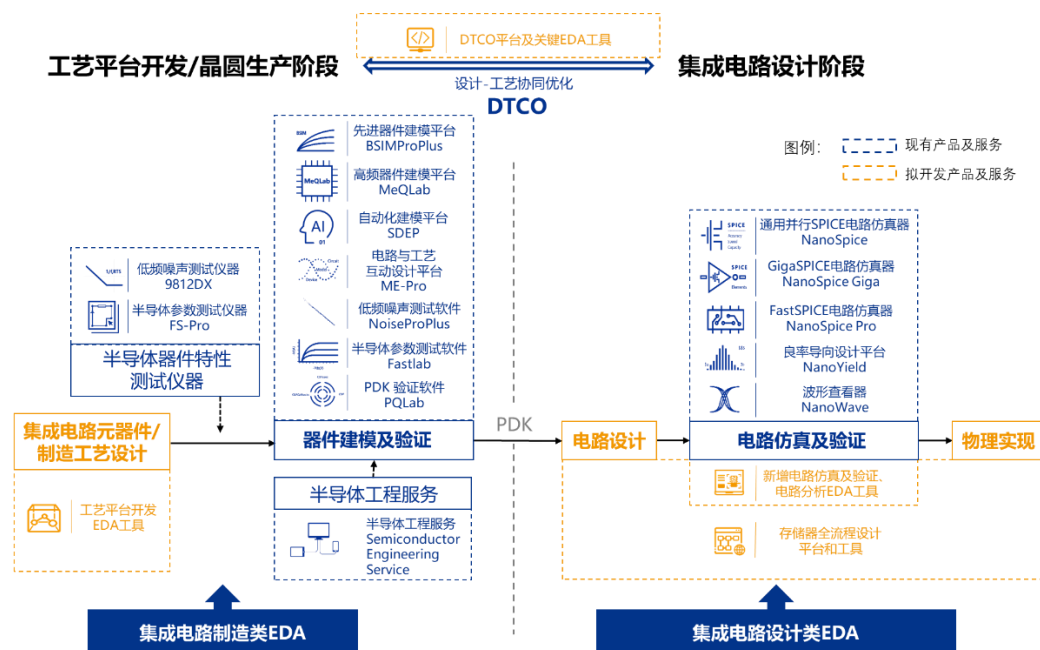 DTCO平台及关键EDA工具
工艺平台开发/晶圆生产阶段
集成电路设计阶段
设计-工艺协同优化
DTCO
图例：
现有产品及服务
拟开发产品及服务
先进器件建模平台
BSIMProPlus
高频器件建模平台
MeQLab
MeQLab
自动化建模平台
SDEP
AI
01
电路与工艺
互动设计平台
ME-Pro
低频噪声测试软件
NoiseProPlus
半导体参数测试软件
Fastlab
PDK 验证软件
PQLab
低频噪声测试仪器
9812DX
半导体参数测试仪器
FS-Pro
半导体器件特性
测试仪器
集成电路元器件/
制造工艺设计
工艺平台开发
EDA工具
器件建模及验证
半导体工程服务
半导体工程服务
Semiconductor
Engineering
Service
集成电路制造类EDA
PDK
SPICE
通用并行SPICE电路仿真器
NanoSpice
SPICE
GigaSPICE电路仿真器
NanoSpice Giga
FastSPICE电路仿真器
NanoSpice Pro
良率导向设计平台
NanoYield
波形查看器
NanoWave
电路设计
电路仿真及验证
物理实现
新增电路仿真及验证、
电路分析EDA工具
存储器全流程设计
平台和工具
集成电路设计类EDA